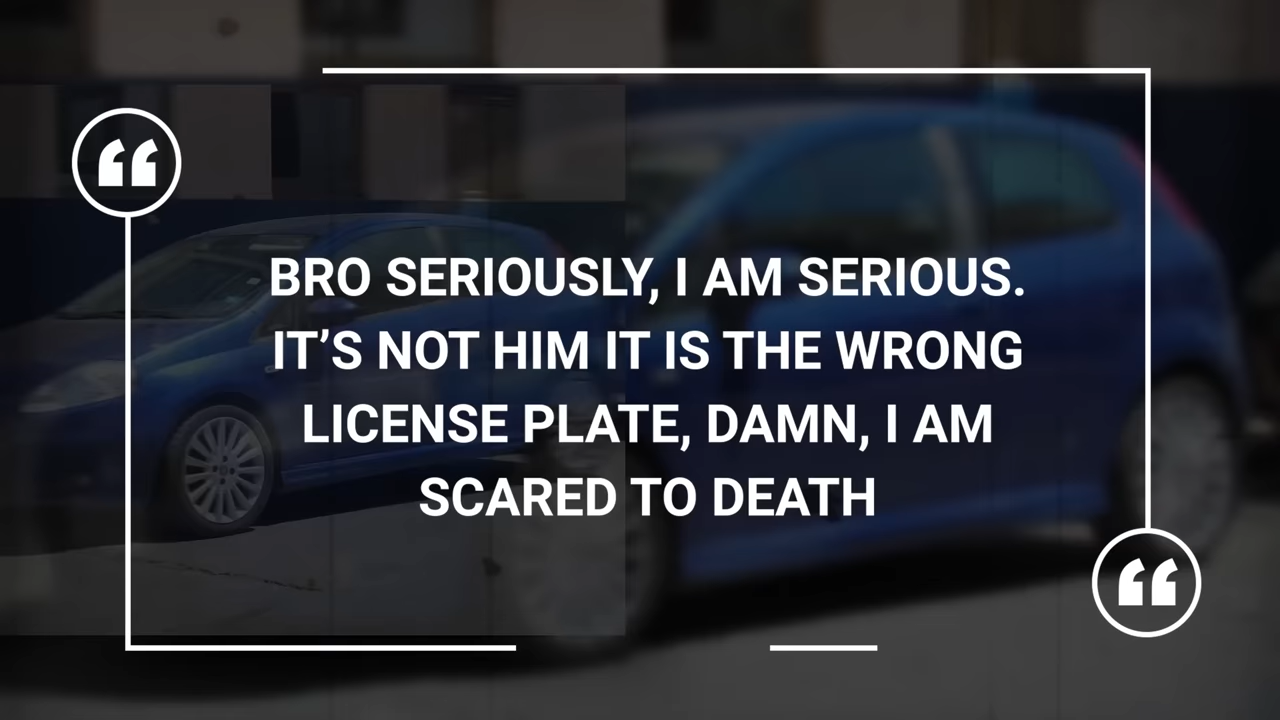 BRO SERIOUSLY, I AM SERIOUS.
IT’S NOT HIM IT IS THE WRONG
LICENSE PLATE, DAMN, I AM
SCARED TO DEATH